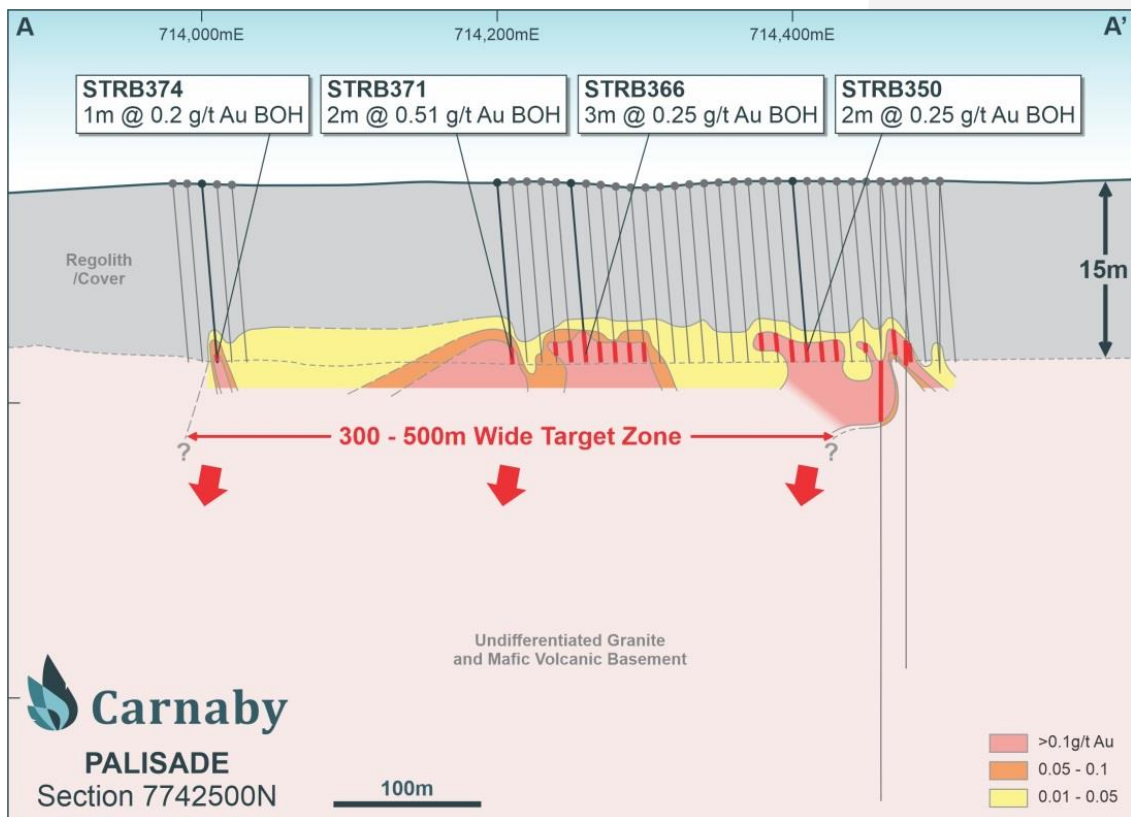 A
A'
714,000mE
714,200mE
714,400mE
STRB374
1m @ 0.2 g/t Au BOH
STRB371
2m @ 0.51 g/t Au BOH
STRB366
3m @ 0.25 g/t Au BOH
STRB350
2m @ 0.25 g/t Au BOH
Regolith
/Cover
15m
300 - 500m Wide Target Zone
?
?
Undifferentiated Granite
and Mafic Volcanic Basement
Carnaby
PALISADE
Section 7742500N
100m
>0.1g/t Au
0.05 - 0.1
0.01 - 0.05